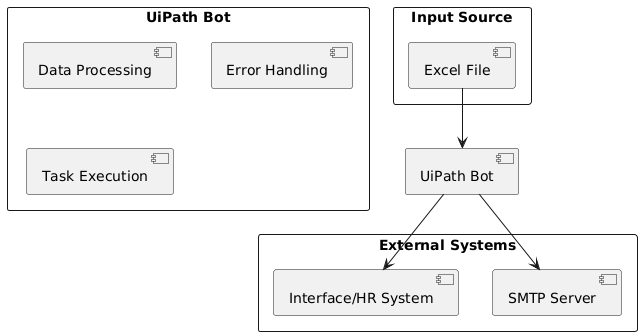 UiPath Bot
Data Processing
Error Handling
Task Execution
Input Source
Excel File
UiPath Bot
External Systems
Interface/HR System
SMTP Server